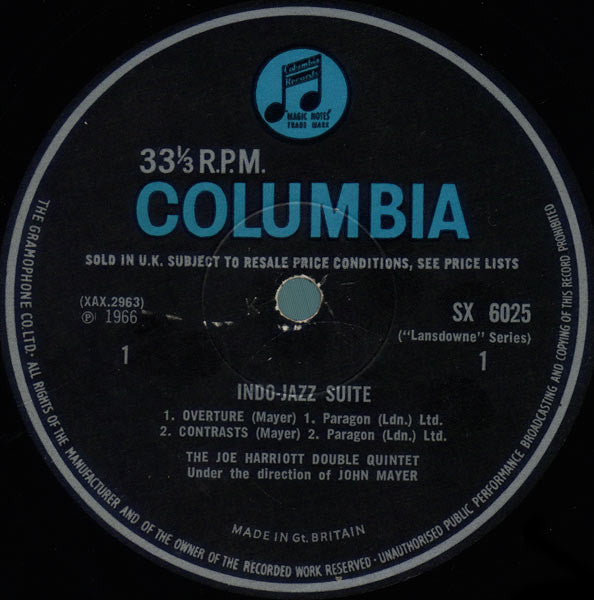 Columbia
Records
"MAGIC NOTES"
TRADE MARK
33⅓ R.P.M.
COLUMBIA
SOLD IN U.K. SUBJECT TO RESALE PRICE CONDITIONS, SEE PRICE LISTS
(XAX.2963)
Ⓟ 1966
SX 6025
("Lansdowne" Series)
1
1
INDO-JAZZ SUITE
1. OVERTURE (Mayer) 1. Paragon (Ldn.) Ltd.
2. CONTRASTS (Mayer) 2. Paragon (Ldn.) Ltd.
THE JOE HARRIOTT DOUBLE QUINTET
Under the direction of JOHN MAYER
MADE IN Gt. BRITAIN
THE GRAMOPHONE CO. LTD. · ALL RIGHTS OF THE MANUFACTURER AND OF THE OWNER OF THE RECORDED WORK RESERVED · UNAUTHORISED PUBLIC PERFORMANCE BROADCASTING AND COPYING OF THIS RECORD PROHIBITED